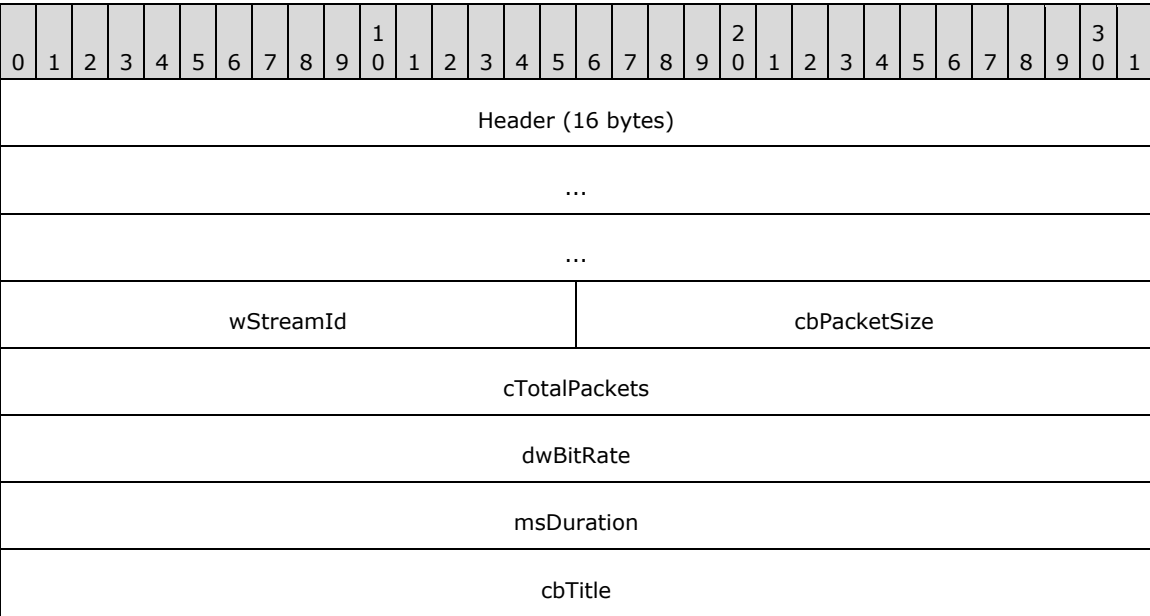 1 2 3
0 1 2 3 4 5 6 7 8 9 0 1 2 3 4 5 6 7 8 9 0 1 2 3 4 5 6 7 8 9 0 1
Header (16 bytes)
...
...
wStreamId cbPacketSize
cTotalPackets
dwBitRate
msDuration
cbTitle